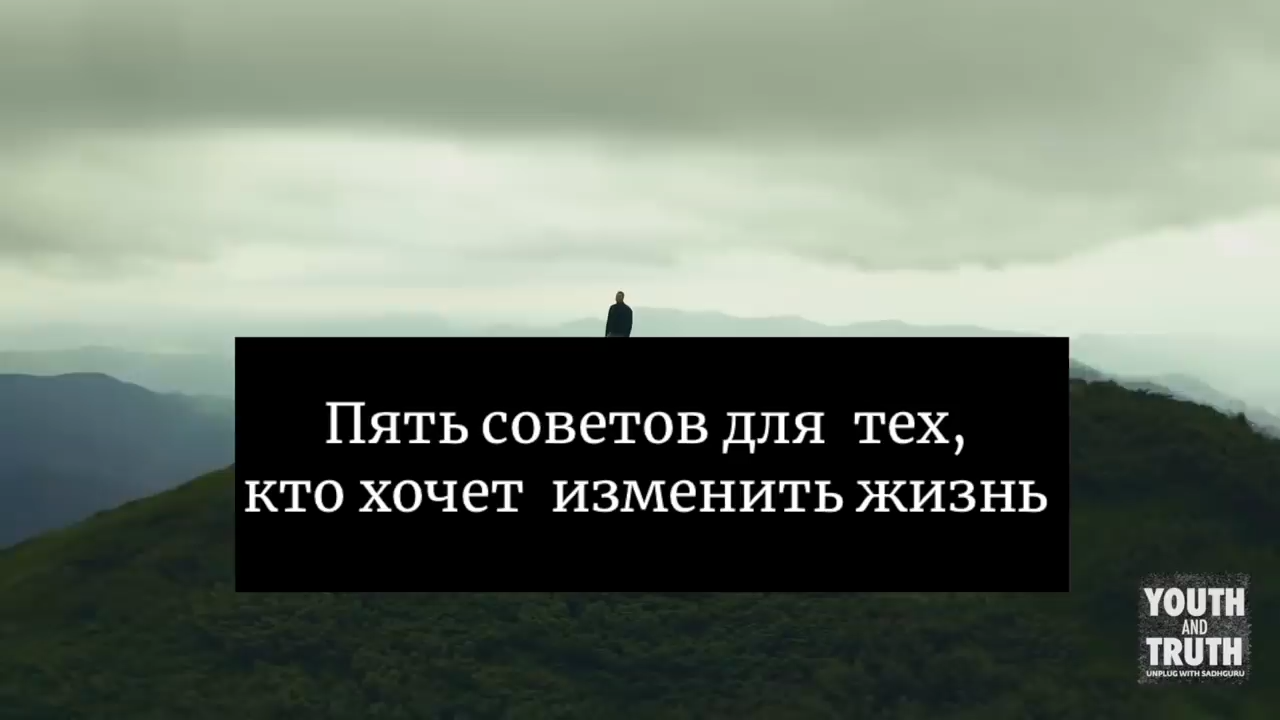 Пять советов для тех,
кто хочет изменить жизнь
YOUTH
AND
TRUTH
UNPLUG WITH SADHGURU